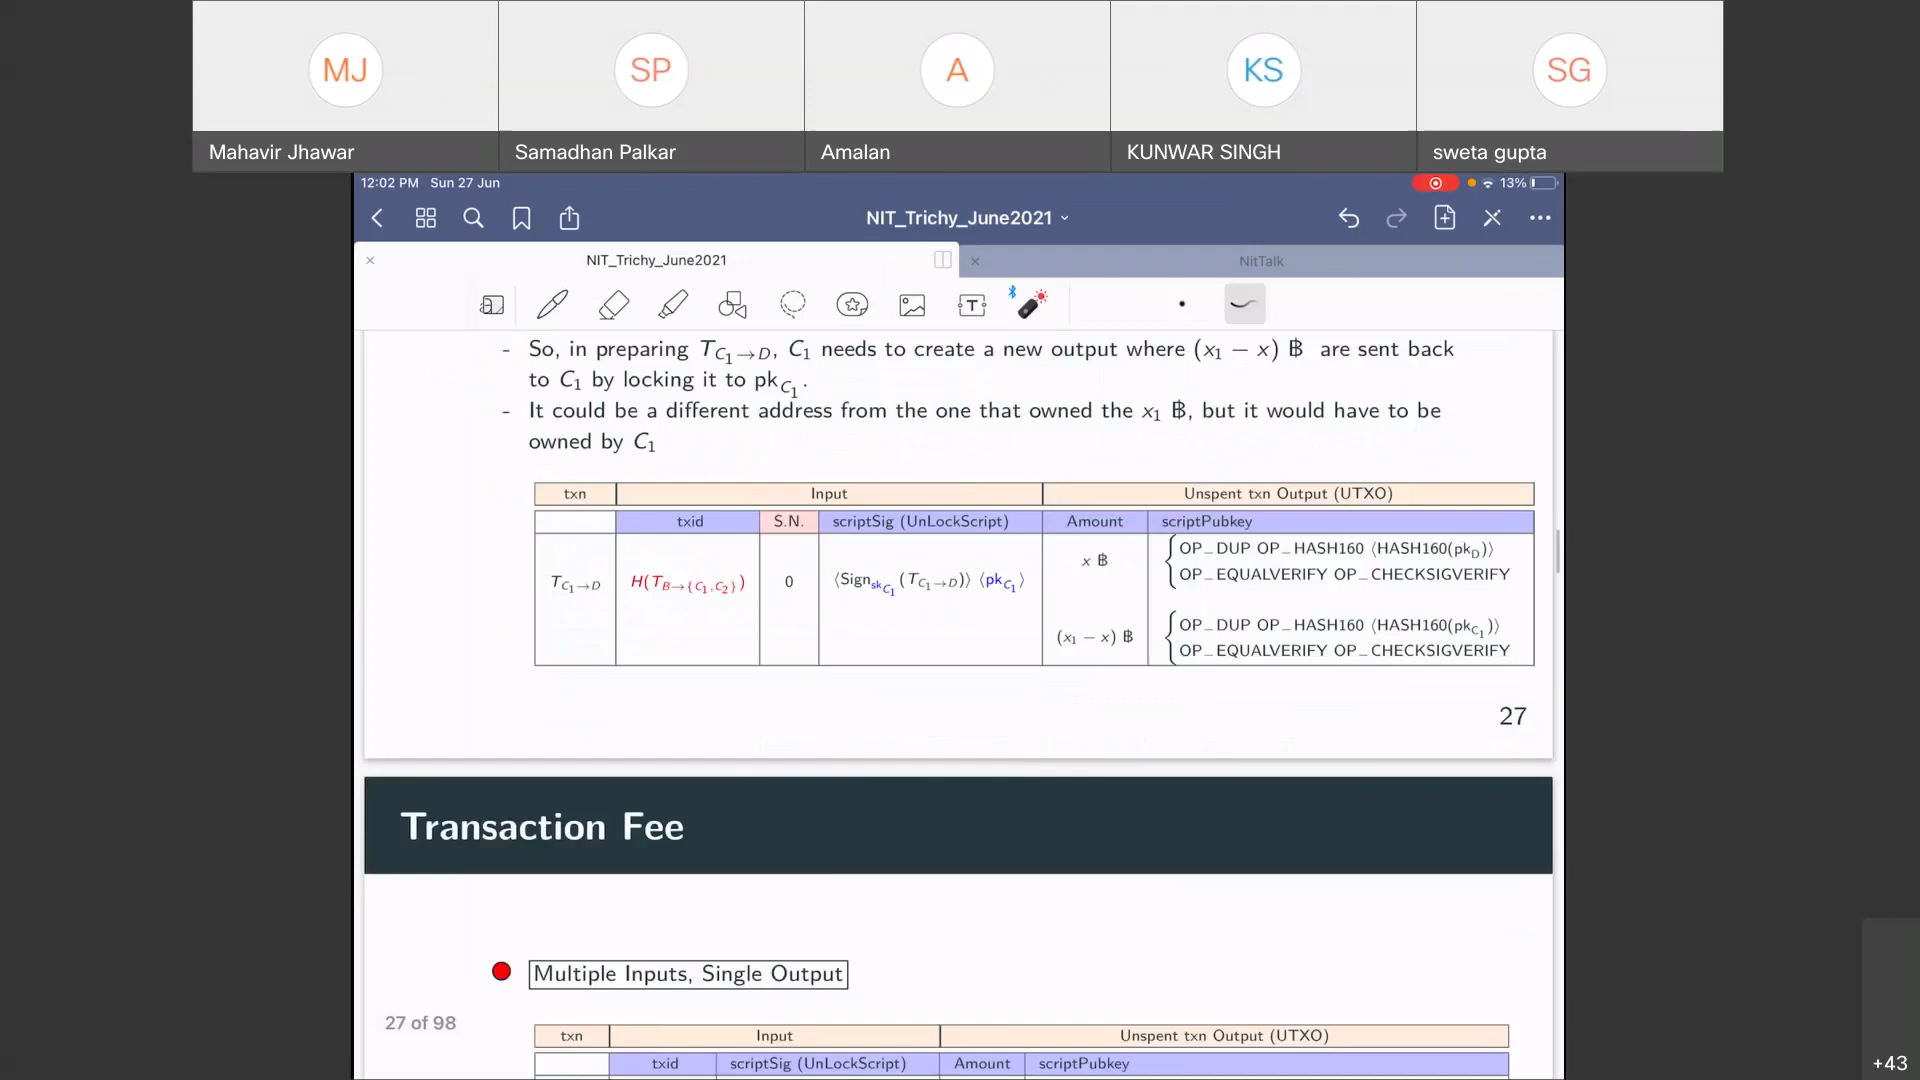 MJ SP A KS SG
Mahavir Jhawar Samadhan Palkar Amalan KUNWAR SINGH sweta gupta
12:02 PM Sun 27 Jun 13%
NIT_Trichy_June2021
NIT_Trichy_June2021 NitTalk
- So, in preparing T_{C₁→D}, C₁ needs to create a new output where (x₁ − x) ฿ are sent back
to C₁ by locking it to pk_{C₁}.
- It could be a different address from the one that owned the x₁ ฿, but it would have to be
owned by C₁
txn Input Unspent txn Output (UTXO)
txid S.N. scriptSig (UnLockScript) Amount scriptPubkey
x ฿ OP_DUP OP_HASH160 ⟨HASH160(pk_D)⟩
OP_EQUALVERIFY OP_CHECKSIGVERIFY
T_{C₁→D} H(T_{B→{C₁,C₂}}) 0 ⟨Sign_{sk_{C₁}}(T_{C₁→D})⟩ ⟨pk_{C₁}⟩
(x₁ − x) ฿ OP_DUP OP_HASH160 ⟨HASH160(pk_{C₁})⟩
OP_EQUALVERIFY OP_CHECKSIGVERIFY
27
Transaction Fee
Multiple Inputs, Single Output
27 of 98
txn Input Unspent txn Output (UTXO)
txid scriptSig (UnLockScript) Amount scriptPubkey
+43